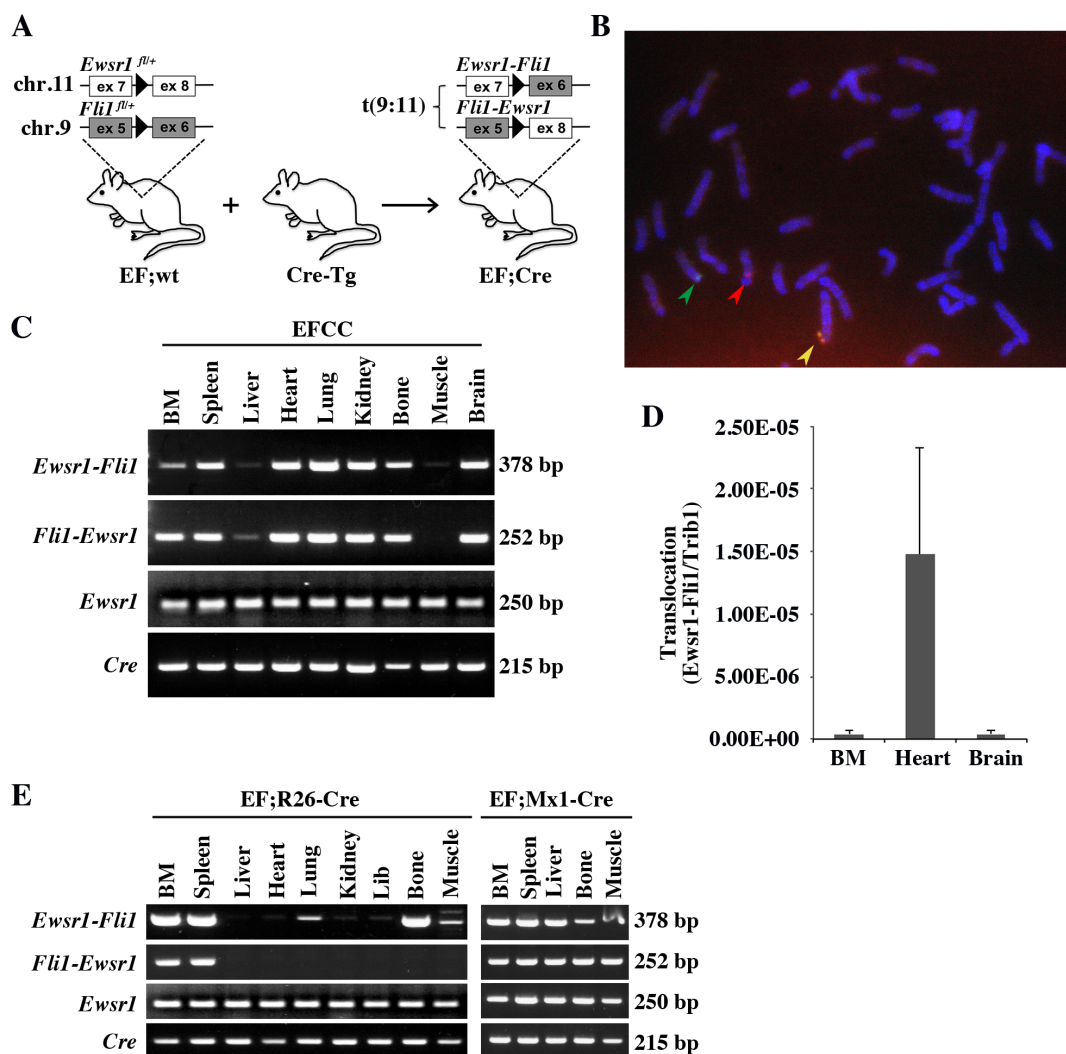 A
Ewsr1 fl/+
chr.11 ex 7 ex 8
Fli1 fl/+
chr.9 ex 5 ex 6
EF;wt
+
Cre-Tg
t(9:11)
Ewsr1-Fli1
ex 7 ex 6
Fli1-Ewsr1
ex 5 ex 8
EF;Cre
B
C
EFCC
BM Spleen Liver Heart Lung Kidney Bone Muscle Brain
Ewsr1-Fli1 378 bp
Fli1-Ewsr1 252 bp
Ewsr1 250 bp
Cre 215 bp
D
Translocation
(Ewsr1-Fli1/Trib1)
2.50E-05
2.00E-05
1.50E-05
1.00E-05
5.00E-06
0.00E+00
BM Heart Brain
E
EF;R26-Cre EF;Mx1-Cre
BM Spleen Liver Heart Lung Kidney Lib Bone Muscle BM Spleen Liver Bone Muscle
Ewsr1-Fli1 378 bp
Fli1-Ewsr1 252 bp
Ewsr1 250 bp
Cre 215 bp